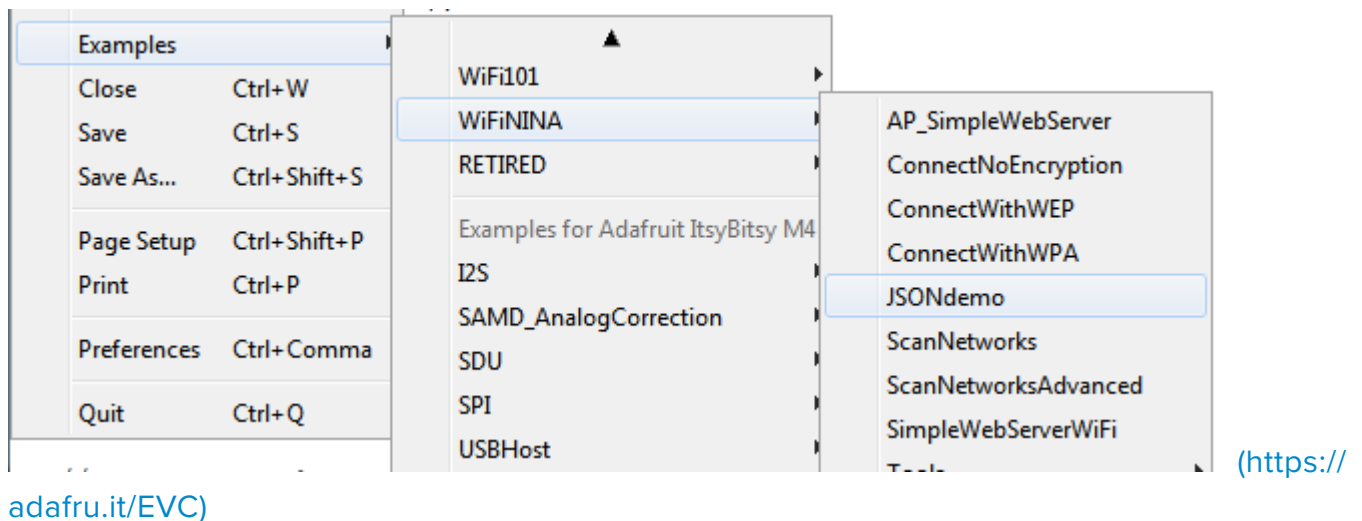 Examples
Close Ctrl+W
Save Ctrl+S
Save As... Ctrl+Shift+S
Page Setup Ctrl+Shift+P
Print Ctrl+P
Preferences Ctrl+Comma
Quit Ctrl+Q
WiFi101
WiFiNINA
RETIRED
Examples for Adafruit ItsyBitsy M4
I2S
SAMD_AnalogCorrection
SDU
SPI
USBHost
AP_SimpleWebServer
ConnectNoEncryption
ConnectWithWEP
ConnectWithWPA
JSONdemo
ScanNetworks
ScanNetworksAdvanced
SimpleWebServerWiFi
(https://
adafru.it/EVC)